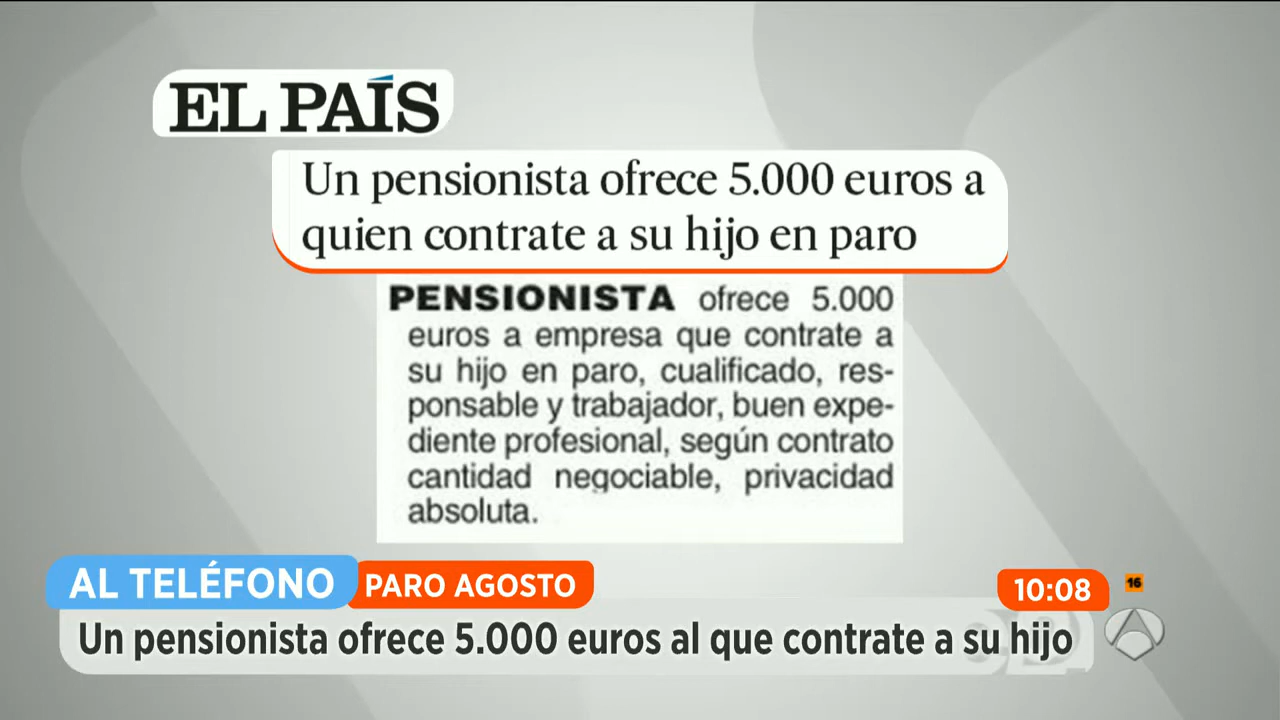 EL PAÍS
Un pensionista ofrece 5.000 euros a
quien contrate a su hijo en paro
PENSIONISTA ofrece 5.000
euros a empresa que contrate a
su hijo en paro, cualificado, res-
ponsable y trabajador, buen expe-
diente profesional, según contrato
cantidad negociable, privacidad
absoluta.
AL TELÉFONO PARO AGOSTO
10:08 16
Un pensionista ofrece 5.000 euros al que contrate a su hijo